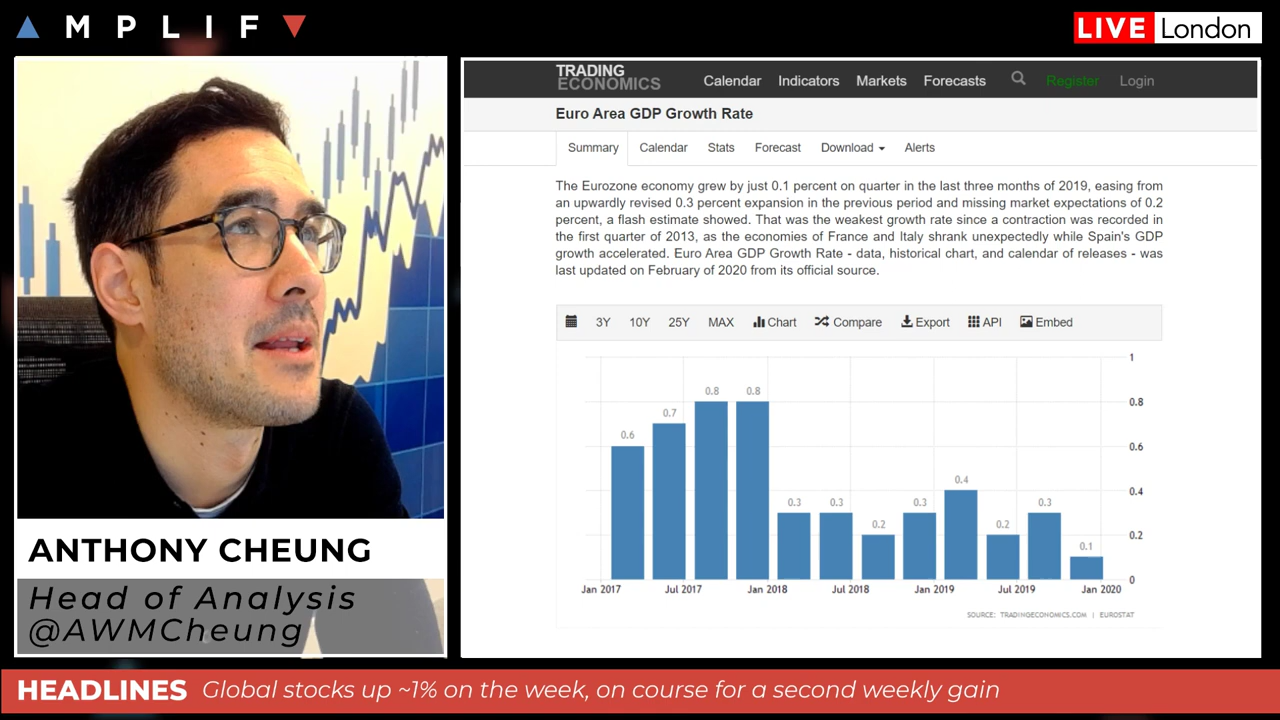 AMPLIFY
LIVE London
TRADING
ECONOMICS
Calendar Indicators Markets Forecasts Register Login
Euro Area GDP Growth Rate
Summary Calendar Stats Forecast Download Alerts
The Eurozone economy grew by just 0.1 percent on quarter in the last three months of 2019, easing from
an upwardly revised 0.3 percent expansion in the previous period and missing market expectations of 0.2
percent, a flash estimate showed. That was the weakest growth rate since a contraction was recorded in
the first quarter of 2013, as the economies of France and Italy shrank unexpectedly while Spain's GDP
growth accelerated. Euro Area GDP Growth Rate - data, historical chart, and calendar of releases - was
last updated on February of 2020 from its official source.
3Y 10Y 25Y MAX Chart Compare Export API Embed
1
0.8
0.6
0.4
0.2
0
0.6 0.7 0.8 0.8 0.3 0.3 0.2 0.3 0.4 0.2 0.3 0.1
Jan 2017 Jul 2017 Jan 2018 Jul 2018 Jan 2019 Jul 2019 Jan 2020
SOURCE: TRADINGECONOMICS.COM | EUROSTAT
ANTHONY CHEUNG
Head of Analysis
@AWMCheung
HEADLINES Global stocks up ~1% on the week, on course for a second weekly gain